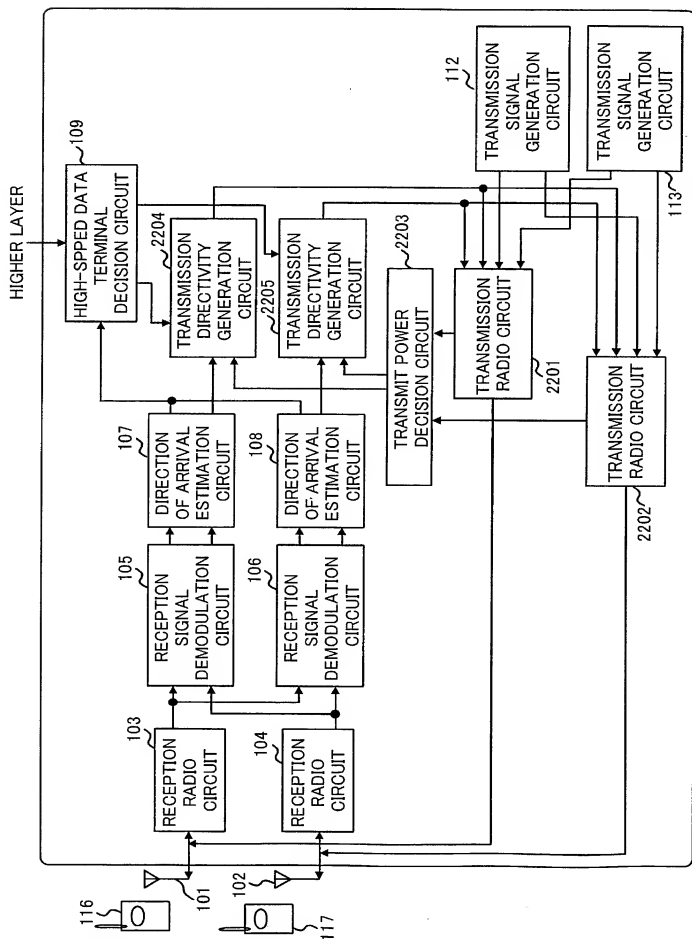 HIGHER LAYER
109
HIGH-SPPED DATA
TERMINAL
DECISION CIRCUIT
2204
TRANSMISSION
DIRECTIVITY
GENERATION
CIRCUIT
2205
TRANSMISSION
DIRECTIVITY
GENERATION
CIRCUIT
2203
TRANSMIT POWER
DECISION CIRCUIT
TRANSMISSION
RADIO CIRCUIT
2201
TRANSMISSION
RADIO CIRCUIT
2202
112
TRANSMISSION
SIGNAL
GENERATION
CIRCUIT
TRANSMISSION
SIGNAL
GENERATION
CIRCUIT
113
107
DIRECTION
OF ARRIVAL
ESTIMATION
CIRCUIT
108
DIRECTION
OF ARRIVAL
ESTIMATION
CIRCUIT
105
RECEPTION
SIGNAL
DEMODULATION
CIRCUIT
106
RECEPTION
SIGNAL
DEMODULATION
CIRCUIT
103
RECEPTION
RADIO
CIRCUIT
104
RECEPTION
RADIO
CIRCUIT
101
102
116
117